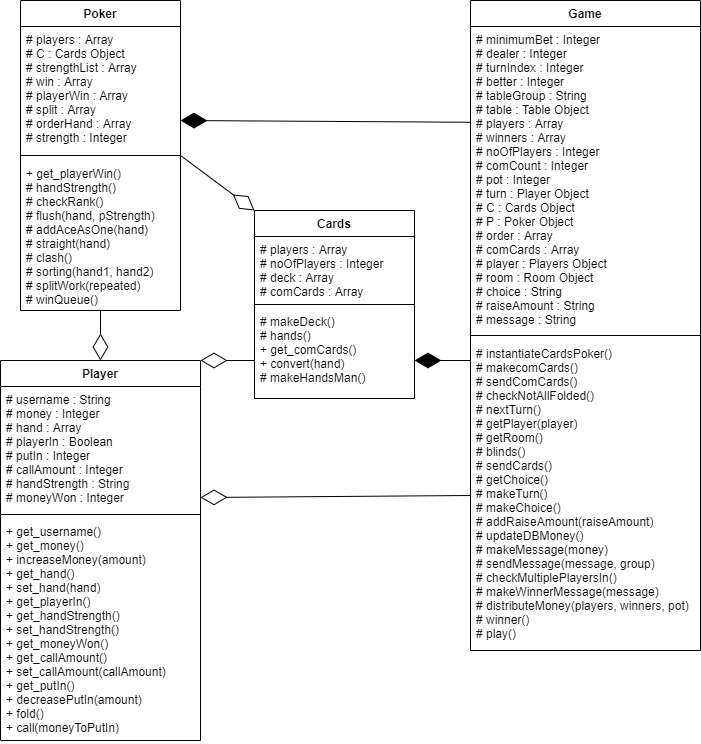 Poker
# players : Array
# C : Cards Object
# strengthList : Array
# win : Array
# playerWin : Array
# split : Array
# orderHand : Array
# strength : Integer
+ get_playerWin()
# handStrength()
# checkRank()
# flush(hand, pStrength)
# addAceAsOne(hand)
# straight(hand)
# clash()
# sorting(hand1, hand2)
# splitWork(repeated)
# winQueue()
Cards
# players : Array
# noOfPlayers : Integer
# deck : Array
# comCards : Array
# makeDeck()
# hands()
+ get_comCards()
+ convert(hand)
# makeHandsMan()
Player
# username : String
# money : Integer
# hand : Array
# playerIn : Boolean
# putIn : Integer
# callAmount : Integer
# handStrength : String
# moneyWon : Integer
+ get_username()
+ get_money()
+ increaseMoney(amount)
+ get_hand()
+ set_hand(hand)
+ get_playerIn()
+ get_handStrength()
+ set_handStrength()
+ get_moneyWon()
+ get_callAmount()
+ set_callAmount(callAmount)
+ get_putIn()
+ decreasePutIn(amount)
+ fold()
+ call(moneyToPutIn)
Game
# minimumBet : Integer
# dealer : Integer
# turnIndex : Integer
# better : Integer
# tableGroup : String
# table : Table Object
# players : Array
# winners : Array
# noOfPlayers : Integer
# comCount : Integer
# pot : Integer
# turn : Player Object
# C : Cards Object
# P : Poker Object
# order : Array
# comCards : Array
# player : Players Object
# room : Room Object
# choice : String
# raiseAmount : String
# message : String
# instantiateCardsPoker()
# makecomCards()
# sendComCards()
# checkNotAllFolded()
# nextTurn()
# getPlayer(player)
# getRoom()
# blinds()
# sendCards()
# getChoice()
# makeTurn()
# makeChoice()
# addRaiseAmount(raiseAmount)
# updateDBMoney()
# makeMessage(money)
# sendMessage(message, group)
# checkMultiplePlayersIn()
# makeWinnerMessage(message)
# distributeMoney(players, winners, pot)
# winner()
# play()